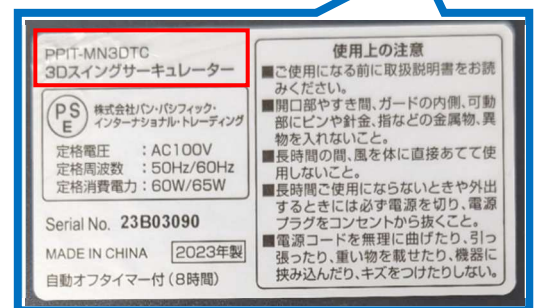 PPIT-MN3DTC
3Dスイングサーキュレーター
PS
E
株式会社パン・パシフィック・
インターナショナル・トレーディング
定格電圧 : AC100V
定格周波数 : 50Hz/60Hz
定格消費電力 : 60W/65W
Serial No. 23B03090
MADE IN CHINA 2023年製
自動オフタイマー付(8時間)
使用上の注意
■ご使用になる前に取扱説明書をお読
みください。
■開口部やすき間、ガードの内側、可動
部にピンや針金、指などの金属物、異
物を入れないこと。
■長時間の間、風を体に直接あてて使
用しないこと。
■長時間ご使用にならないときや外出
するときには必ず電源を切り、電源
プラグをコンセントから抜くこと。
■電源コードを無理に曲げたり、引っ
張ったり、重い物を載せたり、機器に
挟み込んだり、キズをつけたりしない。